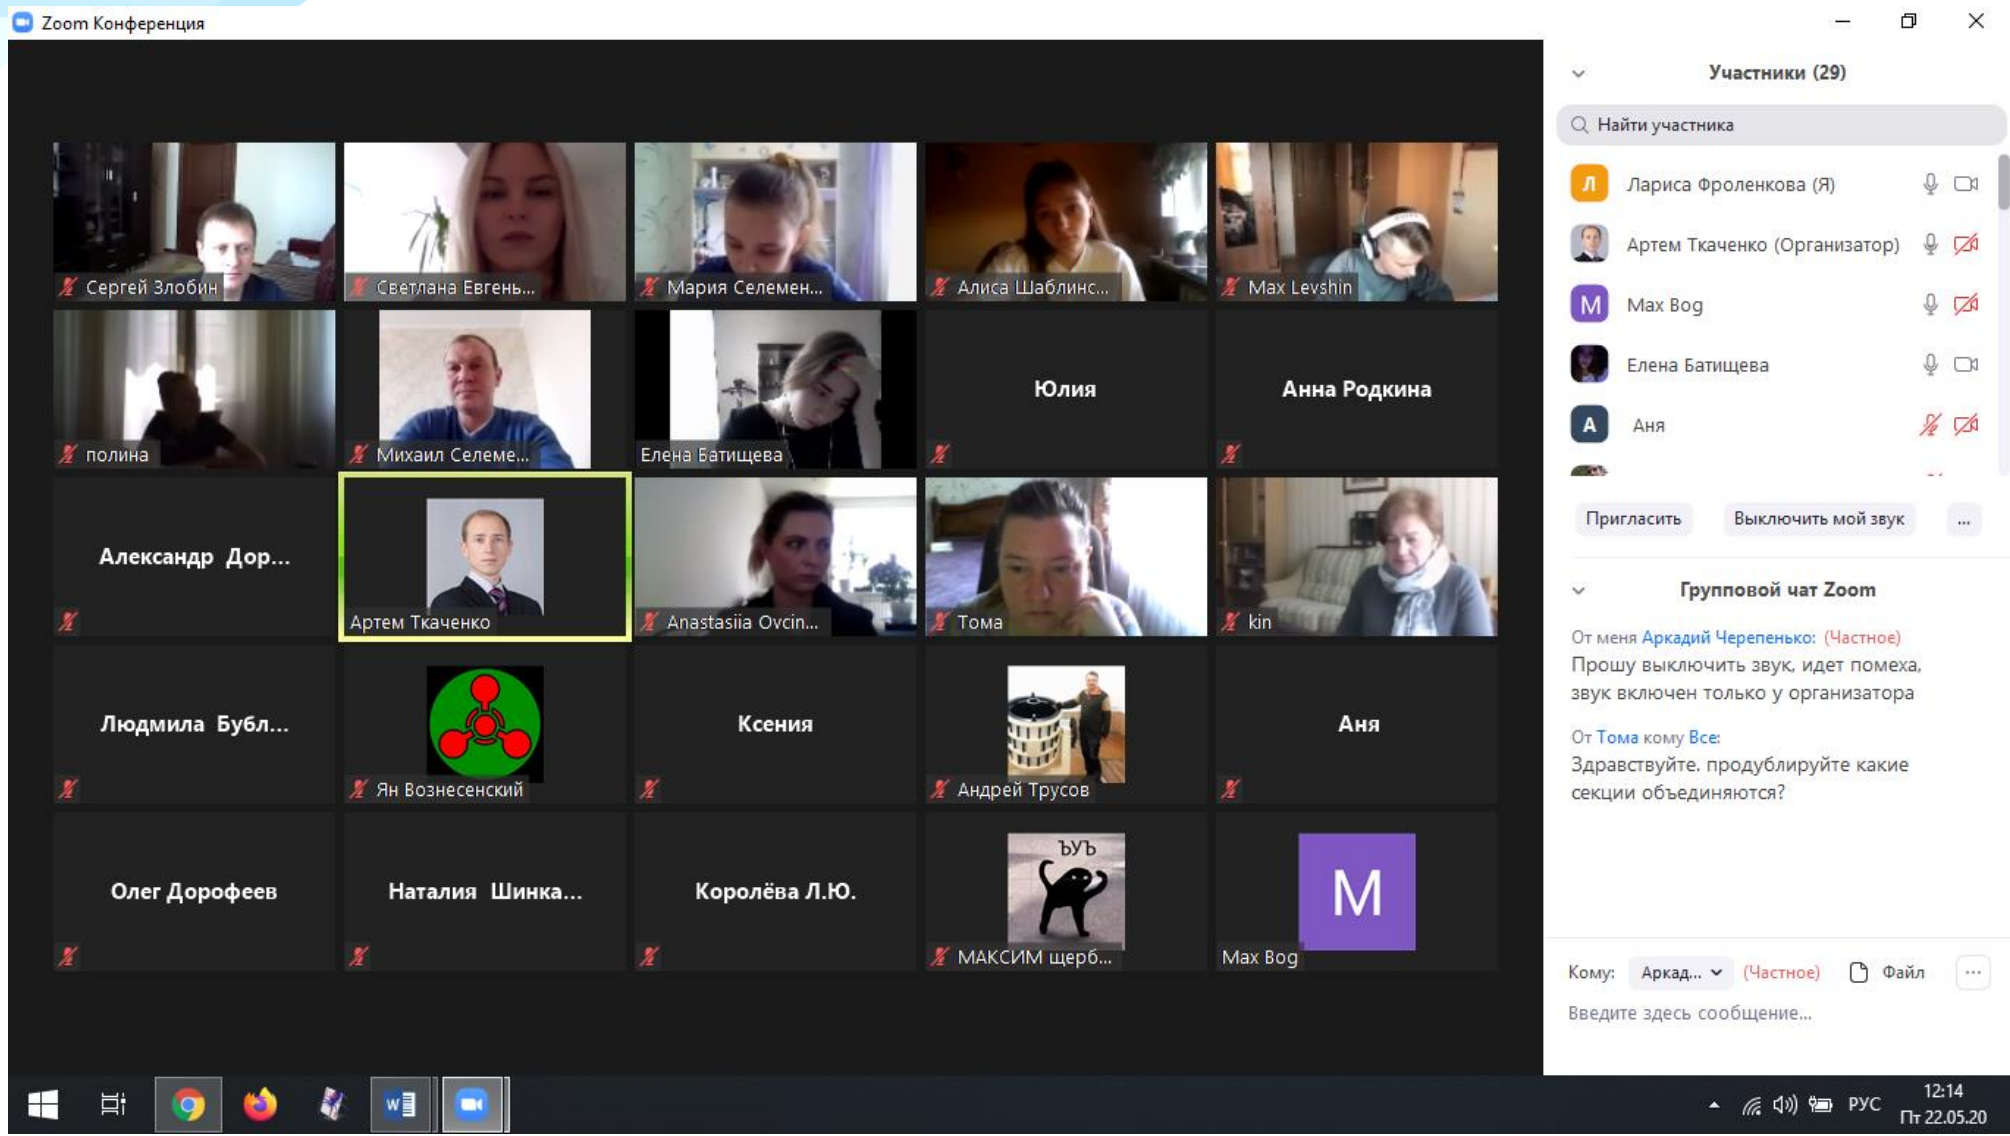 Zoom Конференция
Сергей Злобин
Светлана Евгень...
Мария Селемен...
Алиса Шаблинс...
Max Levshin
полина
Михаил Селеме...
Елена Батищева
Юлия
Анна Родкина
Александр Дор...
Артем Ткаченко
Anastasiia Ovcin...
Тома
kin
Людмила Бубл...
Ян Вознесенский
Ксения
Андрей Трусов
Аня
Олег Дорофеев
Наталия Шинка...
Королёва Л.Ю.
ЪУЪ
МАКСИМ щерб...
M
Max Bog
Участники (29)
Найти участника
Л Лариса Фроленкова (Я)
Артем Ткаченко (Организатор)
M Max Bog
Елена Батищева
А Аня
Пригласить Выключить мой звук ...
Групповой чат Zoom
От меня Аркадий Черепенько: (Частное)
Прошу выключить звук, идет помеха,
звук включен только у организатора
От Тома кому Все:
Здравствуйте. продублируйте какие
секции объединяются?
Кому: Аркад... (Частное) Файл ...
Введите здесь сообщение...
W
РУС
12:14
Пт 22.05.20